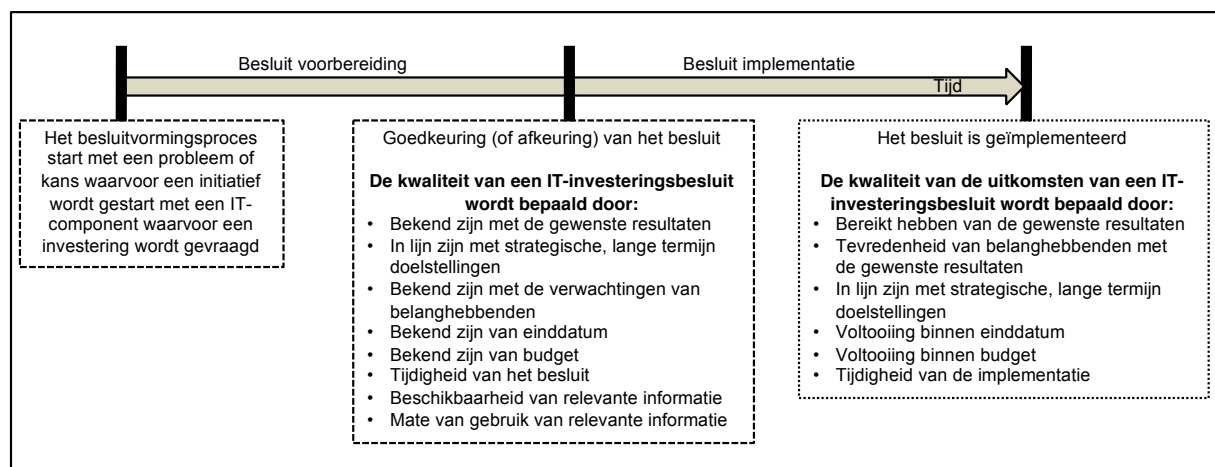 Besluit voorbereiding
Besluit implementatie
Tijd
Het besluitvormingsproces
start met een probleem of
kans waarvoor een initiatief
wordt gestart met een IT-
component waarvoor een
investering wordt gevraagd
Goedkeuring (of afkeuring) van het besluit
De kwaliteit van een IT-investeringsbesluit
wordt bepaald door:
• Bekend zijn met de gewenste resultaten
• In lijn zijn met strategische, lange termijn
doelstellingen
• Bekend zijn met de verwachtingen van
belanghebbenden
• Bekend zijn van einddatum
• Bekend zijn van budget
• Tijdigheid van het besluit
• Beschikbaarheid van relevante informatie
• Mate van gebruik van relevante informatie
Het besluit is geïmplementeerd
De kwaliteit van de uitkomsten van een IT-
investeringsbesluit wordt bepaald door:
• Bereikt hebben van de gewenste resultaten
• Tevredenheid van belanghebbenden met
de gewenste resultaten
• In lijn zijn met strategische, lange termijn
doelstellingen
• Voltooiing binnen einddatum
• Voltooiing binnen budget
• Tijdigheid van de implementatie